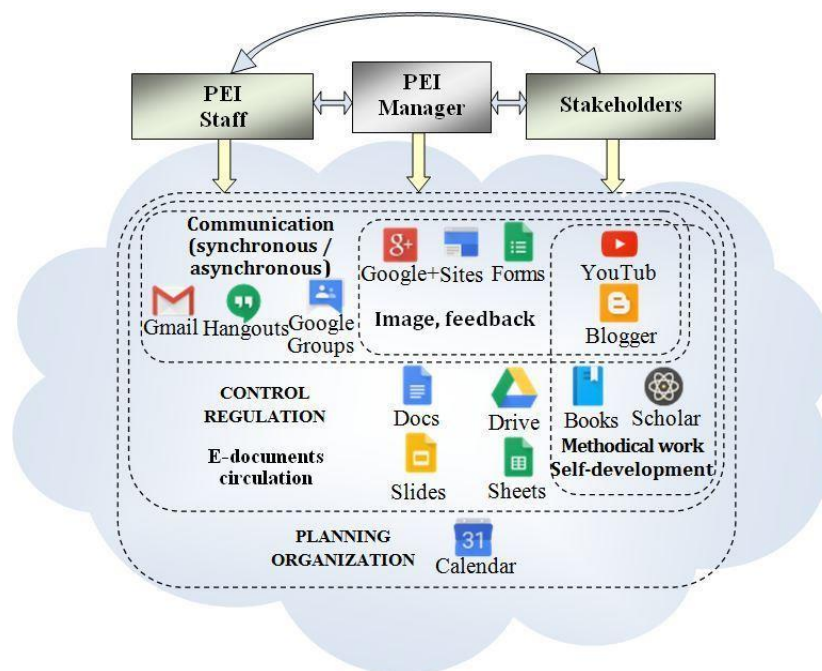 PEI
Staff
PEI
Manager
Stakeholders
Communication
(synchronous /
asynchronous)
g+
Google+
Sites
Forms
YouTub
Gmail
Hangouts
Google
Groups
Image, feedback
Blogger
CONTROL
REGULATION
Docs
Drive
Books
Scholar
E-documents
circulation
Slides
Sheets
Methodical work
Self-development
PLANNING
ORGANIZATION
31
Calendar